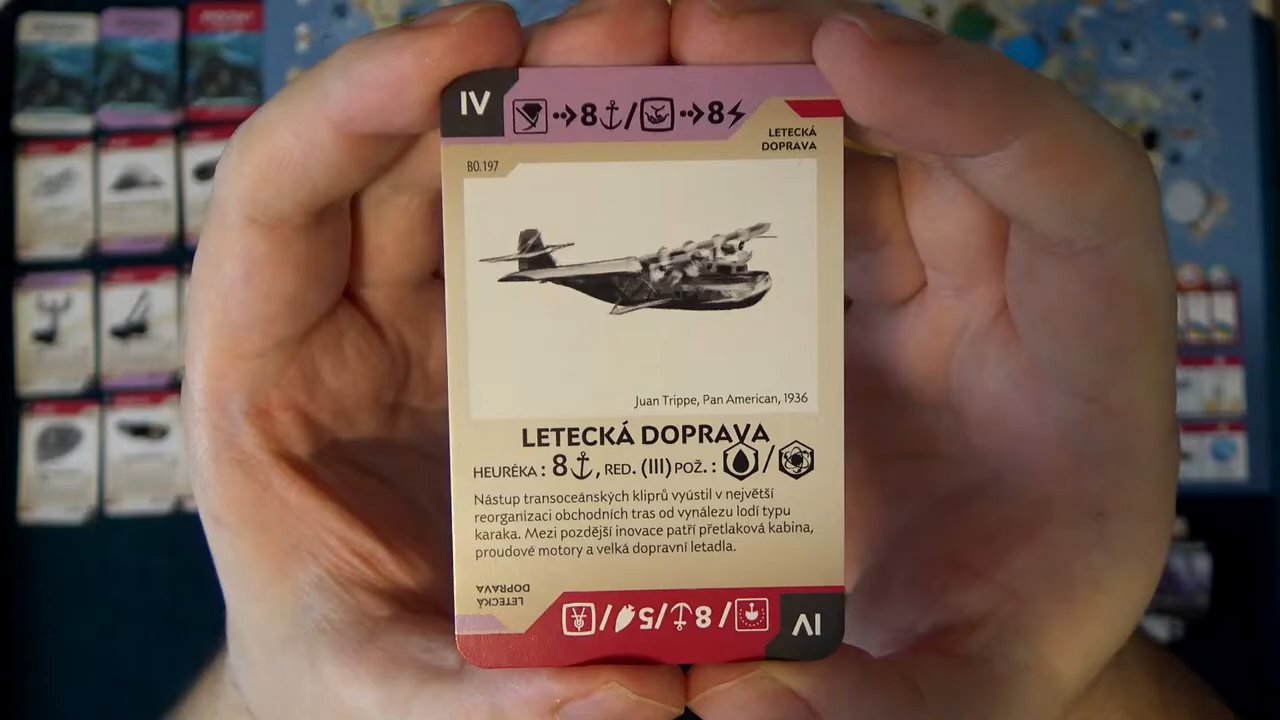 IV
8 / 8
LETECKÁ
DOPRAVA
BO.197
Juan Trippe, Pan American, 1936
LETECKÁ DOPRAVA
HEURÉKA : 8 , RED. (III) POŽ. : /
Nástup transoceánských kliprů vyústil v největší
reorganizaci obchodních tras od vynálezu lodí typu
karaka. Mezi pozdější inovace patří přetlaková kabina,
proudové motory a velká dopravní letadla.
LETECKÁ
DOPRAVA
IV
/ 8 / 5 /